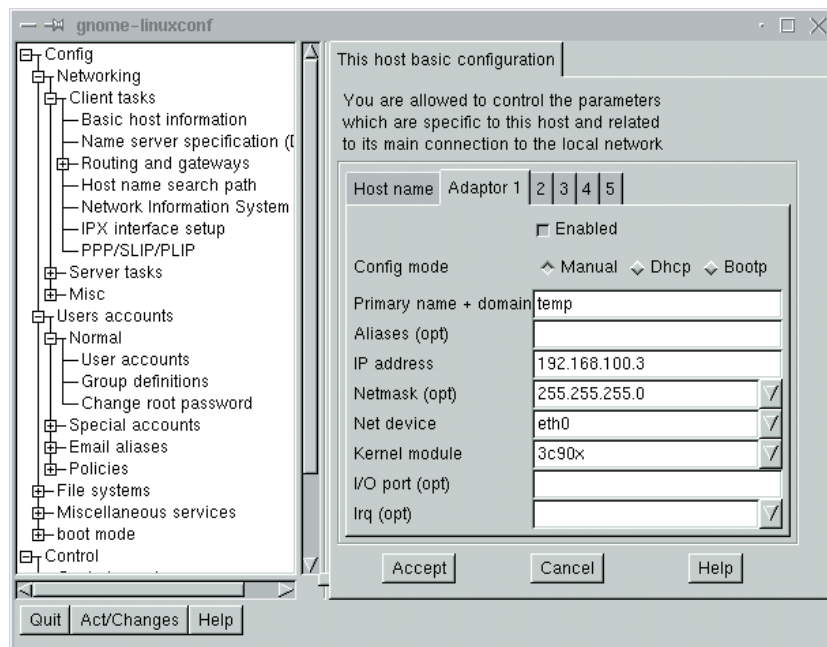 gnome-linuxconf
Config
Networking
Client tasks
Basic host information
Name server specification (
Routing and gateways
Host name search path
Network Information System
IPX interface setup
PPP/SLIP/PLIP
Server tasks
Misc
Users accounts
Normal
User accounts
Group definitions
Change root password
Special accounts
Email aliases
Policies
File systems
Miscellaneous services
boot mode
Control
Quit
Act/Changes
Help
This host basic configuration
You are allowed to control the parameters
which are specific to this host and related
to its main connection to the local network
Host name Adaptor 1 2 3 4 5
Enabled
Config mode Manual Dhcp Bootp
Primary name + domain temp
Aliases (opt)
IP address 192.168.100.3
Netmask (opt) 255.255.255.0
Net device eth0
Kernel module 3c90x
I/O port (opt)
Irq (opt)
Accept Cancel Help